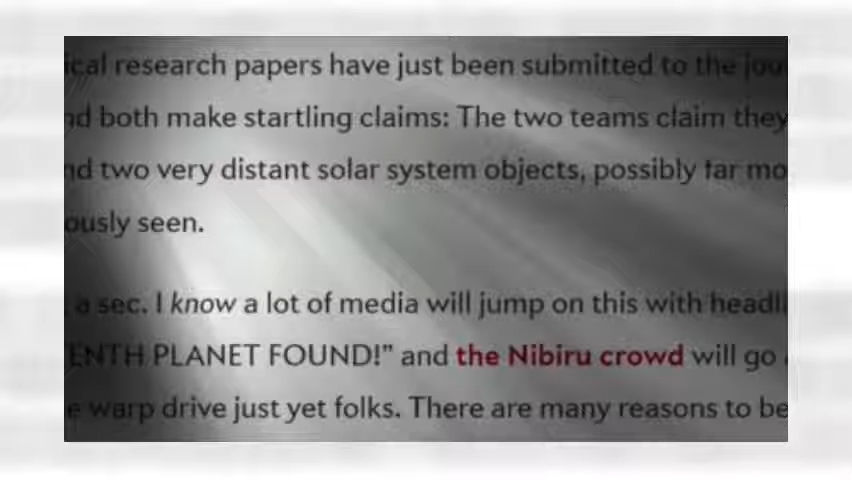 ical research papers have just been submitted to the jou
nd both make startling claims: The two teams claim they
nd two very distant solar system objects, possibly far mo
ously seen.
a sec. I know a lot of media will jump on this with headli
ENTH PLANET FOUND!” and the Nibiru crowd will go
e warp drive just yet folks. There are many reasons to be